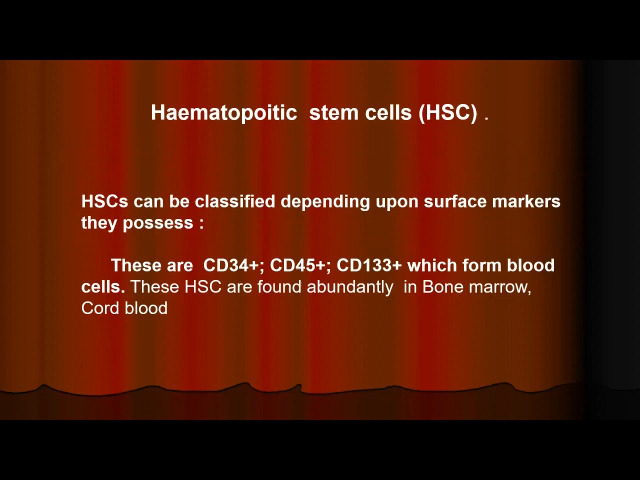 Haematopoitic  stem cells (HSC) .
HSCs can be classified depending upon surface markers
they possess :
These are  CD34+; CD45+; CD133+ which form blood
cells. These HSC are found abundantly  in Bone marrow,
Cord blood